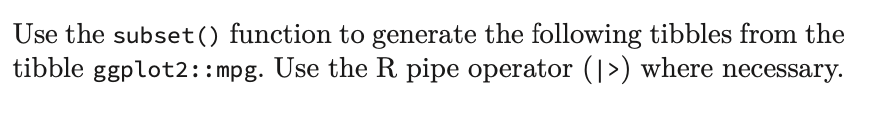 Use the subset() function to generate the following tibbles from the
tibble ggplot2::mpg. Use the R pipe operator (|>) where necessary.